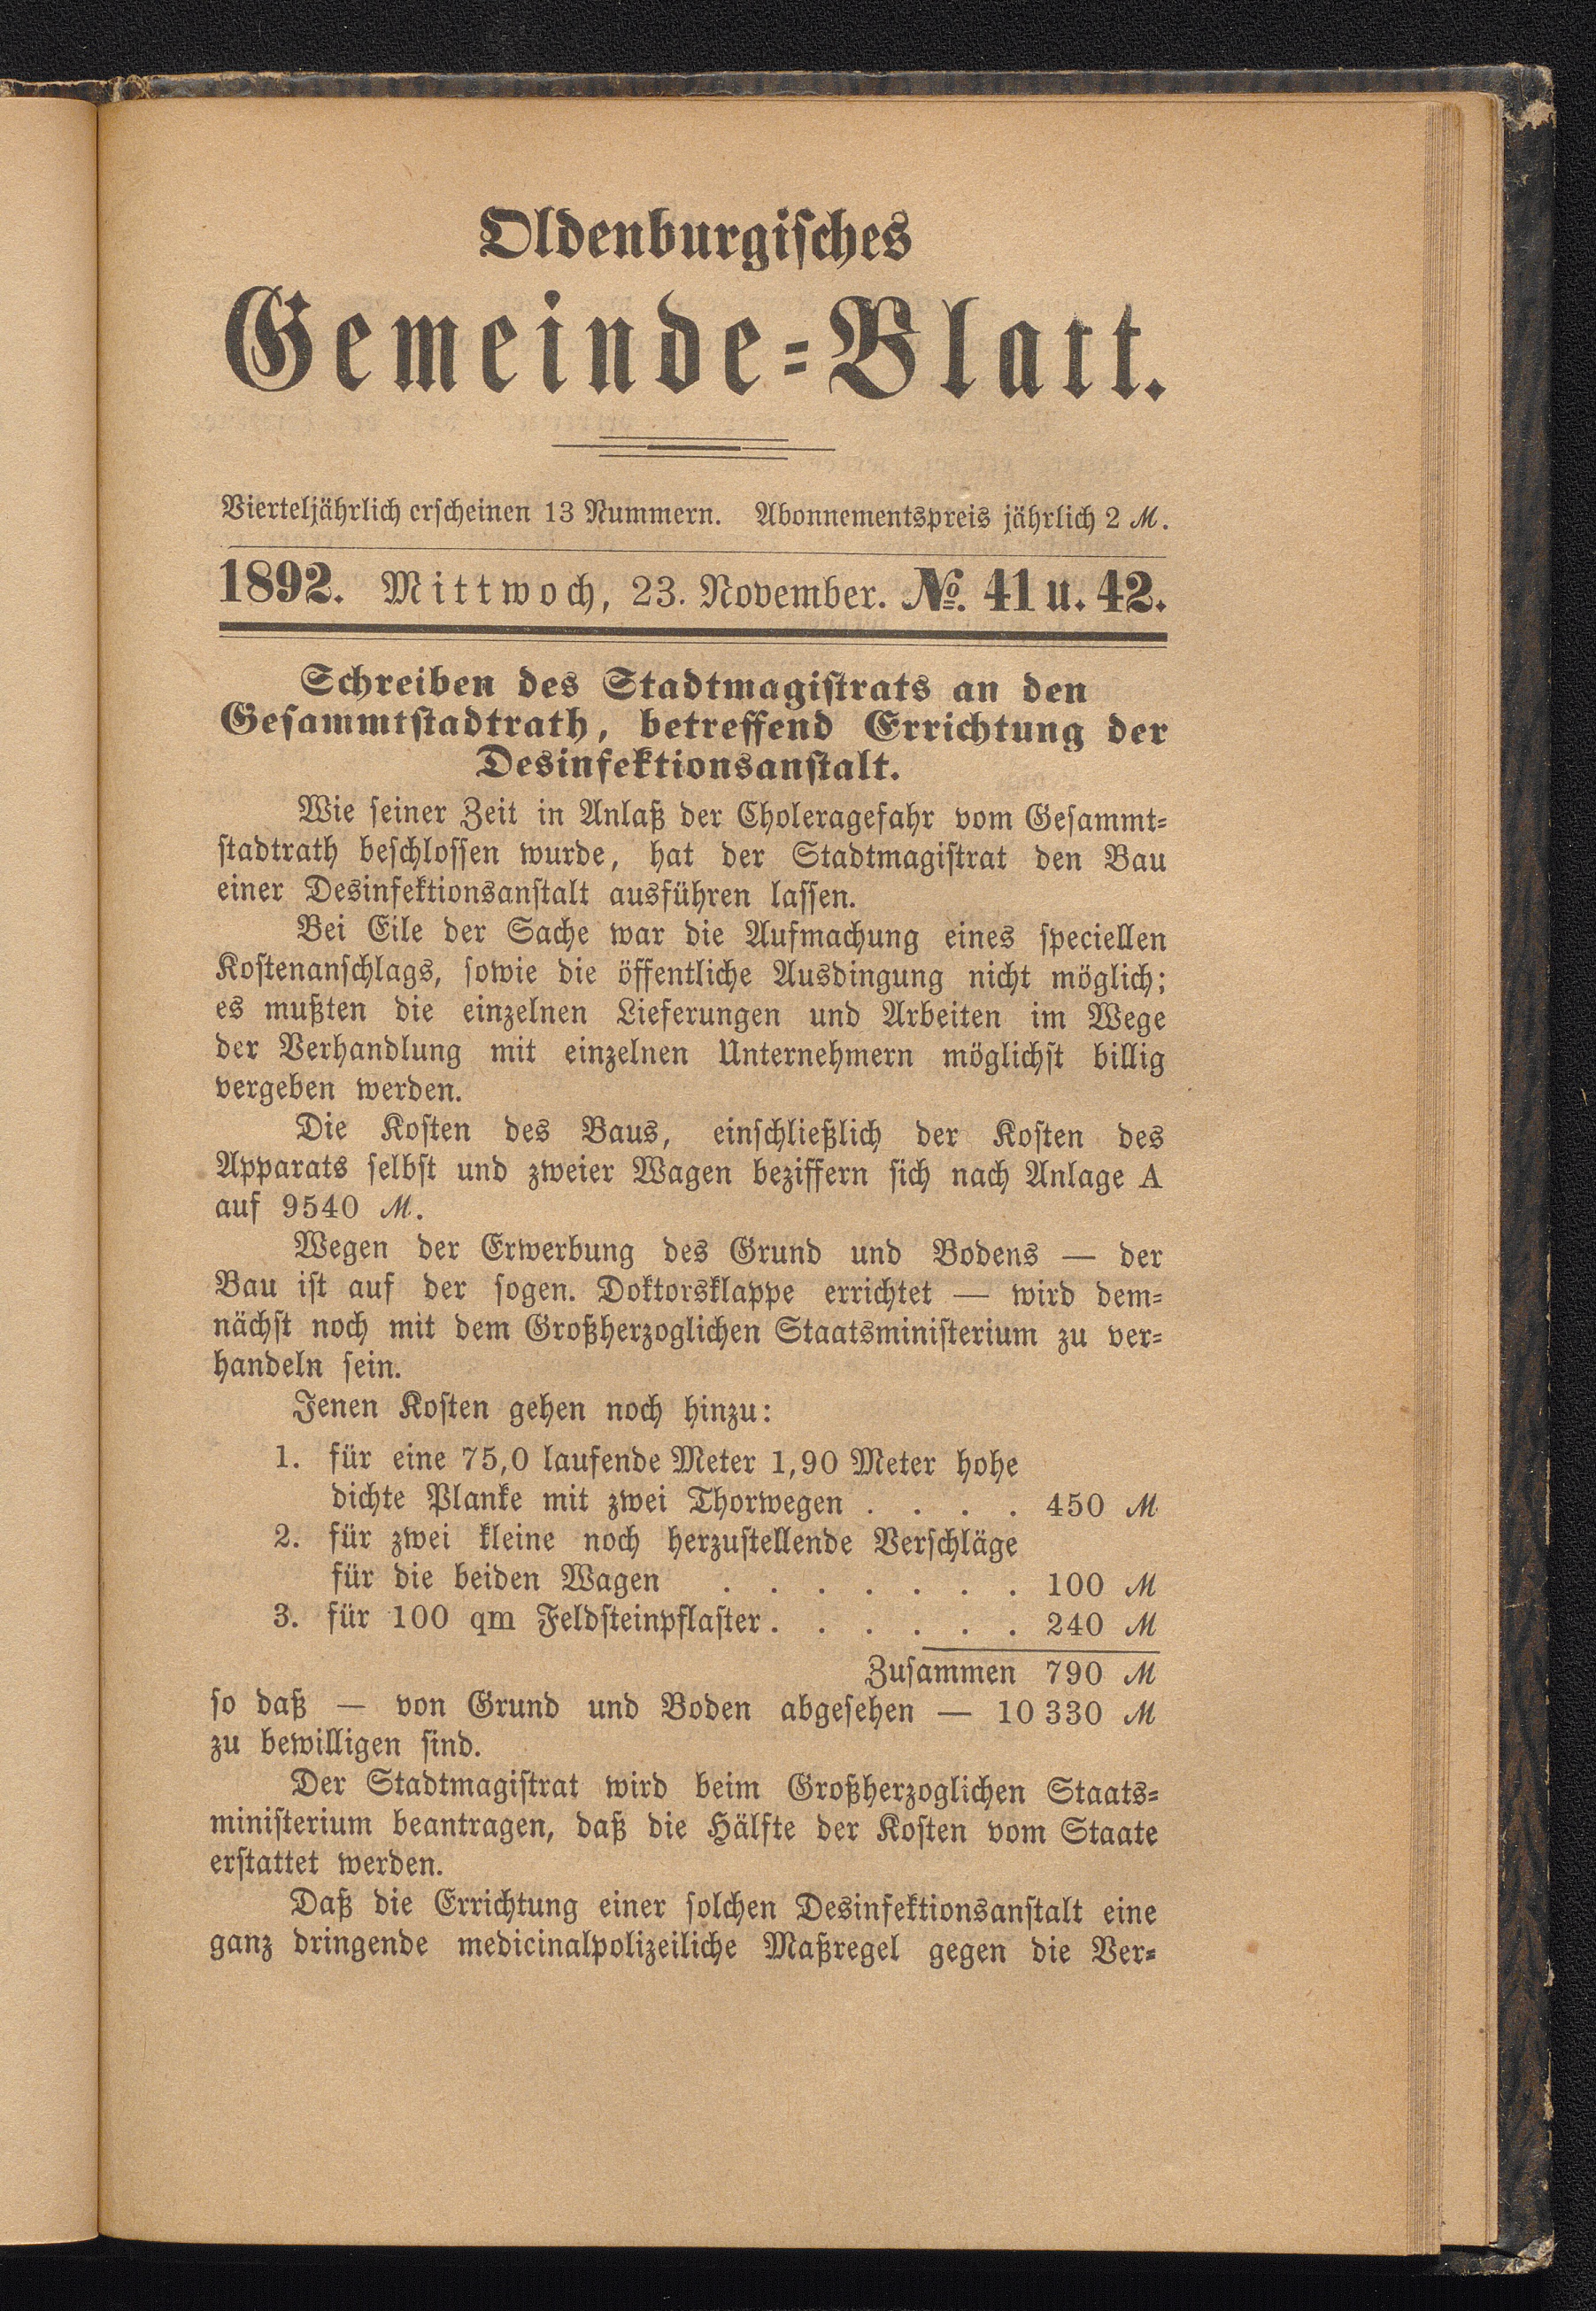 Oldenburgisches
Gemeinde-Blatt.
Vierteljährlich erscheinen 13 Nummern. Abonnementspreis jährlich 2 ℳ.
1892. Mittwoch, 23. November. № 41 u. 42.
Schreiben des Stadtmagistrats an den
Gesammtstadtrath, betreffend Errichtung der
Desinfektionsanstalt.
Wie seiner Zeit in Anlaß der Choleragefahr vom Gesammt-
stadtrath beschlossen wurde, hat der Stadtmagistrat den Bau
einer Desinfektionsanstalt ausführen lassen.
Bei Eile der Sache war die Aufmachung eines speciellen
Kostenanschlags, sowie die öffentliche Ausdingung nicht möglich;
es mußten die einzelnen Lieferungen und Arbeiten im Wege
der Verhandlung mit einzelnen Unternehmern möglichst billig
vergeben werden.
Die Kosten des Baus, einschließlich der Kosten des
Apparats selbst und zweier Wagen beziffern sich nach Anlage A
auf 9540 ℳ.
Wegen der Erwerbung des Grund und Bodens — der
Bau ist auf der sogen. Doktorsklappe errichtet — wird dem-
nächst noch mit dem Großherzoglichen Staatsministerium zu ver-
handeln sein.
Jenen Kosten gehen noch hinzu:
1. für eine 75,0 laufende Meter 1,90 Meter hohe
dichte Planke mit zwei Thorwegen . . . . 450 ℳ
2. für zwei kleine noch herzustellende Verschläge
für die beiden Wagen . . . . . . . 100 ℳ
3. für 100 qm Feldsteinpflaster . . . . . . 240 ℳ
Zusammen 790 ℳ
so daß — von Grund und Boden abgesehen — 10 330 ℳ
zu bewilligen sind.
Der Stadtmagistrat wird beim Großherzoglichen Staats-
ministerium beantragen, daß die Hälfte der Kosten vom Staate
erstattet werden.
Daß die Errichtung einer solchen Desinfektionsanstalt eine
ganz dringende medicinalpolizeiliche Maßregel gegen die Ver-